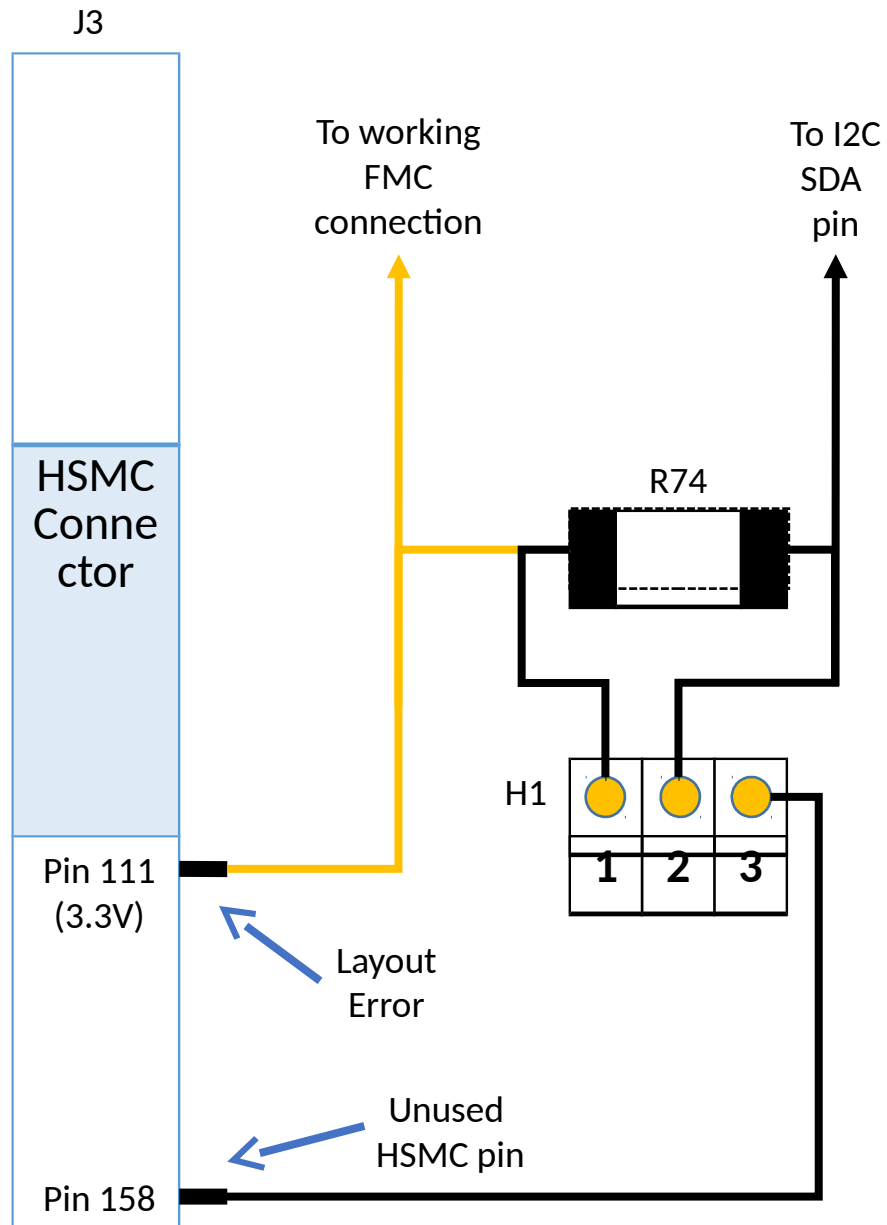 J3
To working
FMC
connection
To I2C
SDA
pin
HSMC
Conne
ctor
R74
H1
1 2 3
Pin 111
(3.3V)
Layout
Error
Unused
HSMC pin
Pin 158